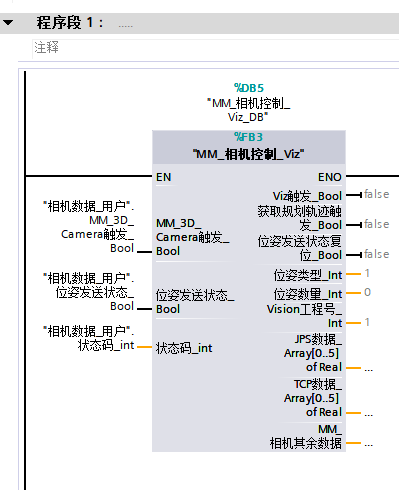 程序段 1： .....
注释
%DB5
"MM_相机控制_
Viz_DB"
%FB3
"MM_相机控制_Viz"
EN
ENO
"相机数据_用户".
MM_3D_
Camera触发_
Bool
MM_3D_
Camera触发_
Bool
Viz触发_Bool
false
获取规划轨迹触
发_Bool
false
位姿发送状态复
位_Bool
false
"相机数据_用户".
位姿发送状态_
Bool
位姿发送状态_
Bool
位姿类型_Int
1
位姿数量_Int
0
Vision工程号_
Int
1
"相机数据_用户".
状态码_int
状态码_int
JPS数据_
Array[0..5]
of Real
...
TCP数据_
Array[0..5]
of Real
...
MM_
相机其余数据
...